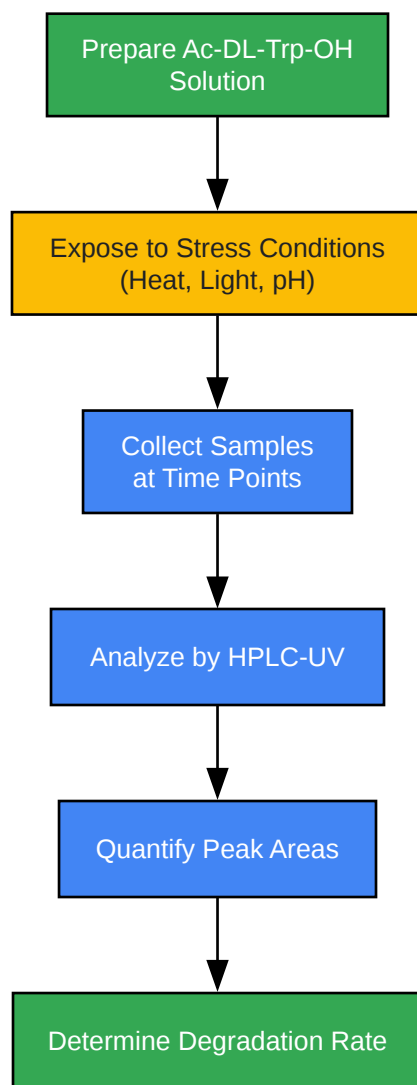 Prepare Ac-DL-Trp-OH
Solution
Expose to Stress Conditions
(Heat, Light, pH)
Collect Samples
at Time Points
Analyze by HPLC-UV
Quantify Peak Areas
Determine Degradation Rate